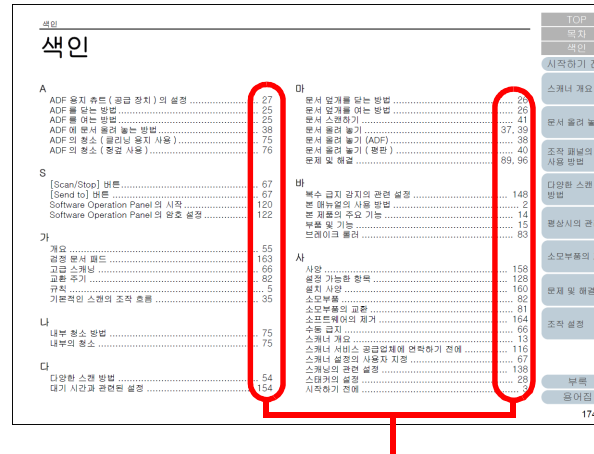 색인
색인
A
ADF 용지 츄트 ( 공급 장치 ) 의 설정 ... 27
ADF 를 닫는 방법 ... 25
ADF 를 여는 방법 ... 25
ADF 에 문서 올려 놓는 방법 ... 38
ADF 의 청소 ( 클리닝 용지 사용 ) ... 75
ADF 의 청소 ( 헝겊 사용 ) ... 76
S
[Scan/Stop] 버튼 ... 67
[Send to] 버튼 ... 67
Software Operation Panel 의 시작 ... 120
Software Operation Panel 의 암호 설정 ... 122
가
개요 ... 55
검정 문서 패드 ... 163
고급 스캐닝 ... 66
교환 주기 ... 82
규칙 ... 5
기본적인 스캔의 조작 흐름 ... 35
나
내부 청소 방법 ... 75
내부의 청소 ... 75
다
다양한 스캔 방법 ... 54
대기 시간과 관련된 설정 ... 154
마
문서 덮개를 닫는 방법 ... 26
문서 덮개를 여는 방법 ... 26
문서 스캔하기 ... 41
문서 올려 놓기 ... 37, 39
문서 올려 놓기 (ADF) ... 38
문서 올려 놓기 ( 평판 ) ... 40
문제 및 해결 ... 89, 96
바
복수 급지 감지의 관련 설정 ... 148
본 매뉴얼의 사용 방법 ... 2
본 제품의 주요 기능 ... 14
부품 및 기능 ... 15
브레이크 롤러 ... 83
사
사양 ... 158
설정 가능한 항목 ... 128
설치 사양 ... 160
소모부품 ... 82
소모부품의 교환 ... 81
소프트웨어의 제거 ... 164
수동 급지 ... 66
스캐너 개요 ... 13
스캐너 서비스 공급업체에 연락하기 전에 ... 116
스캐너 설정의 사용자 지정 ... 67
스캐닝의 관련 설정 ... 138
스태커의 설정 ... 28
시작하기 전에 ... 3
TOP
목차
색인
시작하기 전
스캐너 개요
문서 올려 놓
조작 패널의
사용 방법
다양한 스캔
방법
평상시의 관
소모부품의
문제 및 해결
조작 설정
부록
용어집
174